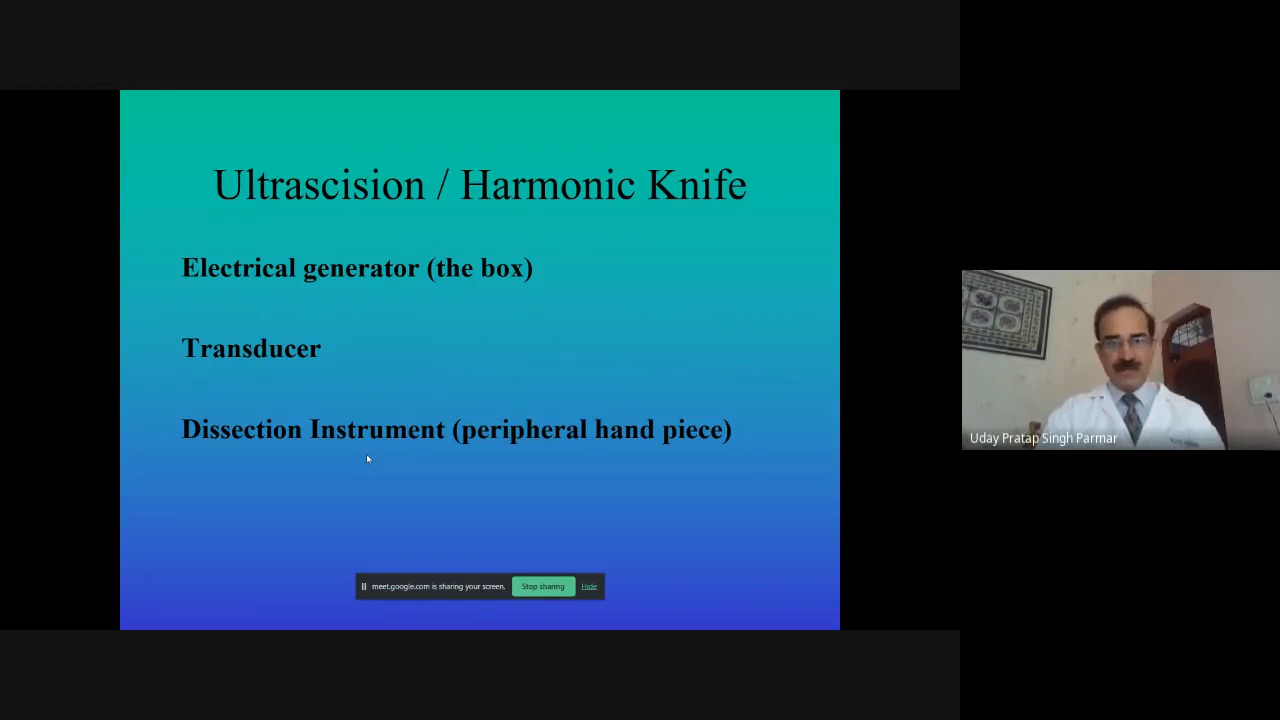 Ultrascision / Harmonic Knife
Electrical generator (the box)
Transducer
Dissection Instrument (peripheral hand piece)
meet.google.com is sharing your screen. Stop sharing Hide
Uday Pratap Singh Parmar